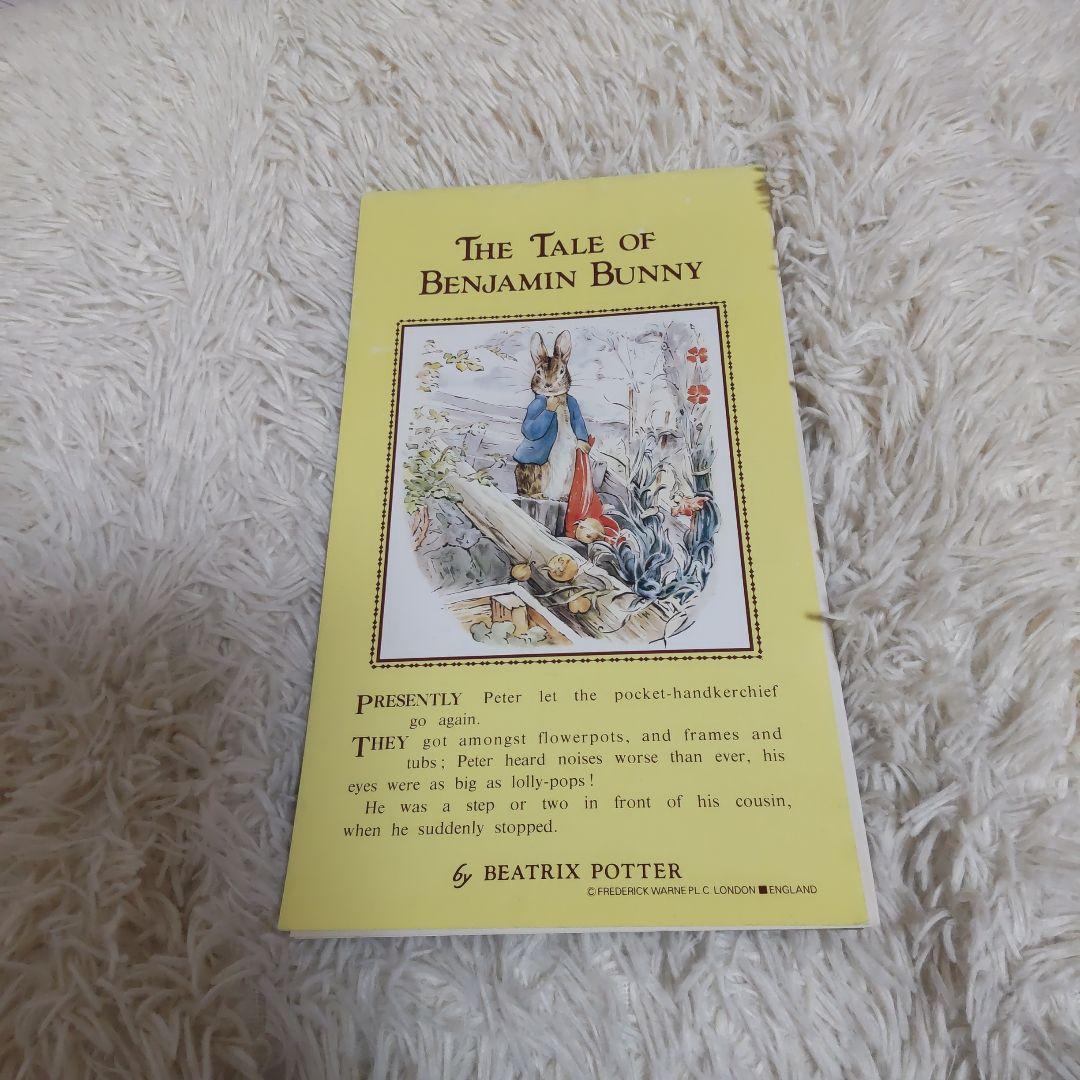 THE TALE OF
BENJAMIN BUNNY
PRESENTLY Peter let the pocket-handkerchief
go again.
THEY got amongst flowerpots, and frames and
tubs; Peter heard noises worse than ever, his
eyes were as big as lolly-pops!
He was a step or two in front of his cousin,
when he suddenly stopped.
by BEATRIX POTTER
© FREDERICK WARNE PL C LONDON ■ ENGLAND